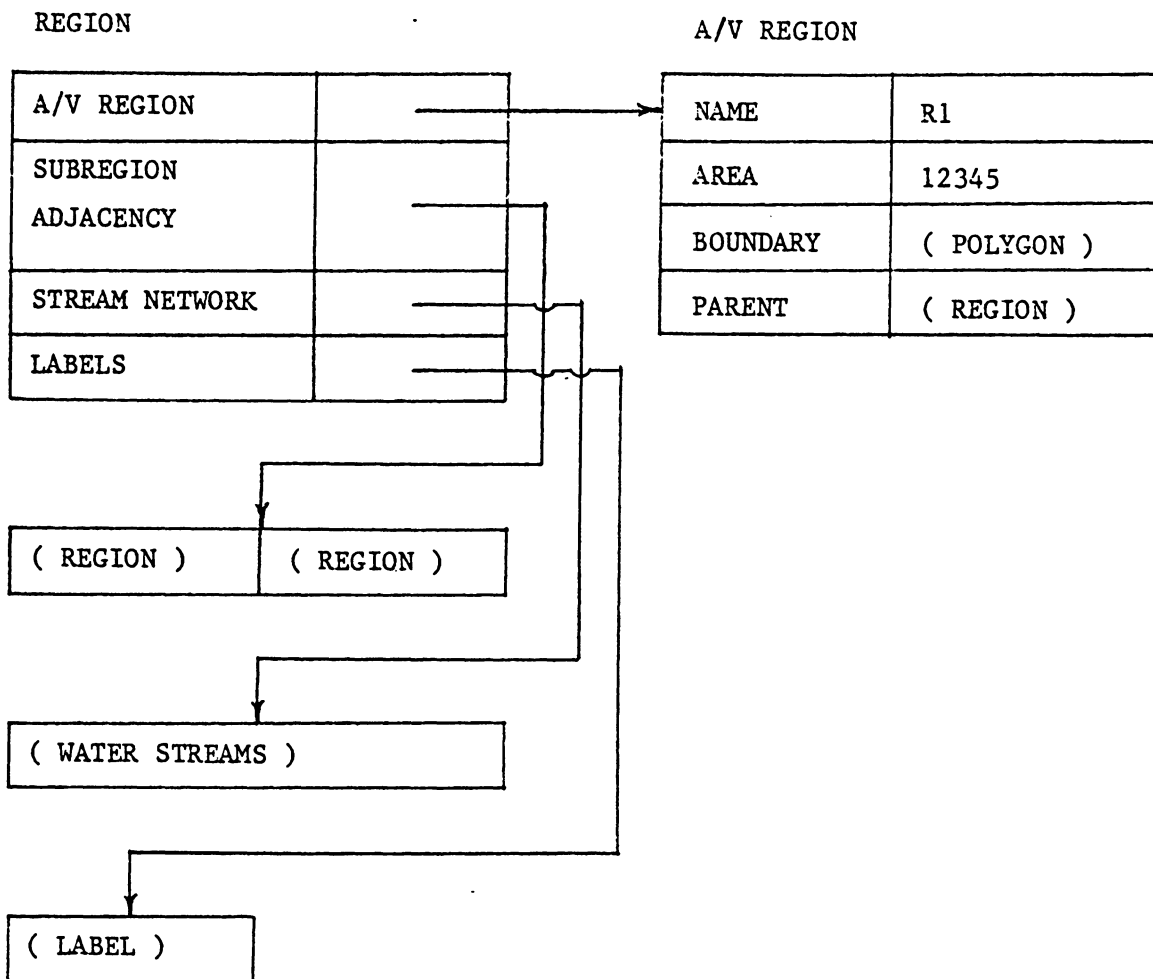 REGION
A/V REGION
SUBREGION
ADJACENCY
STREAM NETWORK
LABELS
A/V REGION
NAME R1
AREA 12345
BOUNDARY ( POLYGON )
PARENT ( REGION )
( REGION ) ( REGION )
( WATER STREAMS )
( LABEL )